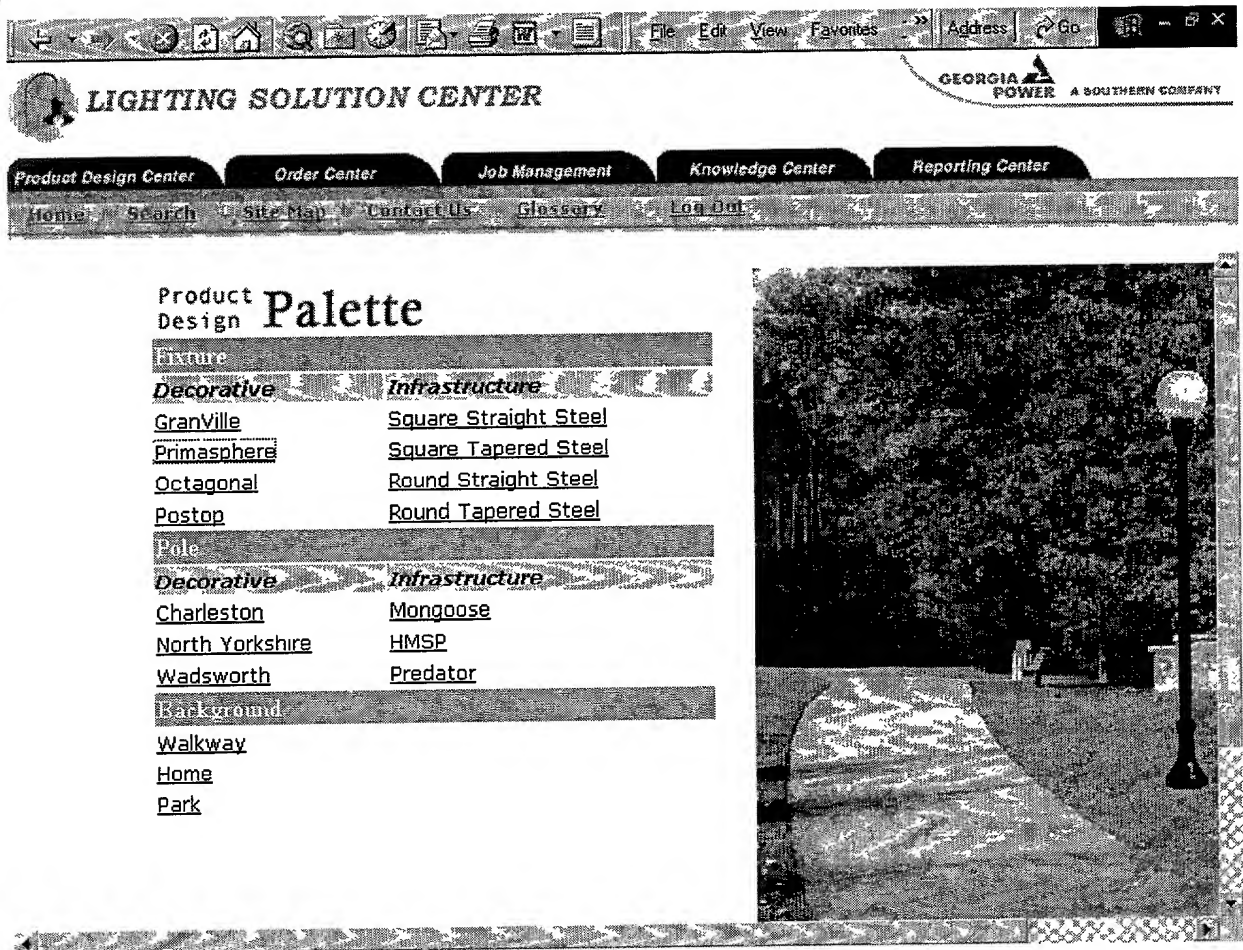 File Edit View Favorites » Address Go
LIGHTING SOLUTION CENTER
GEORGIA
POWER A SOUTHERN COMPANY
Product Design Center Order Center Job Management Knowledge Center Reporting Center
Home Search Site Map Contact Us Glossary Log Out
Product
Design Palette
Fixture
Decorative Infrastructure
GranVille Square Straight Steel
Primasphere Square Tapered Steel
Octagonal Round Straight Steel
Postop Round Tapered Steel
Pole
Decorative Infrastructure
Charleston Mongoose
North Yorkshire HMSP
Wadsworth Predator
Background
Walkway
Home
Park